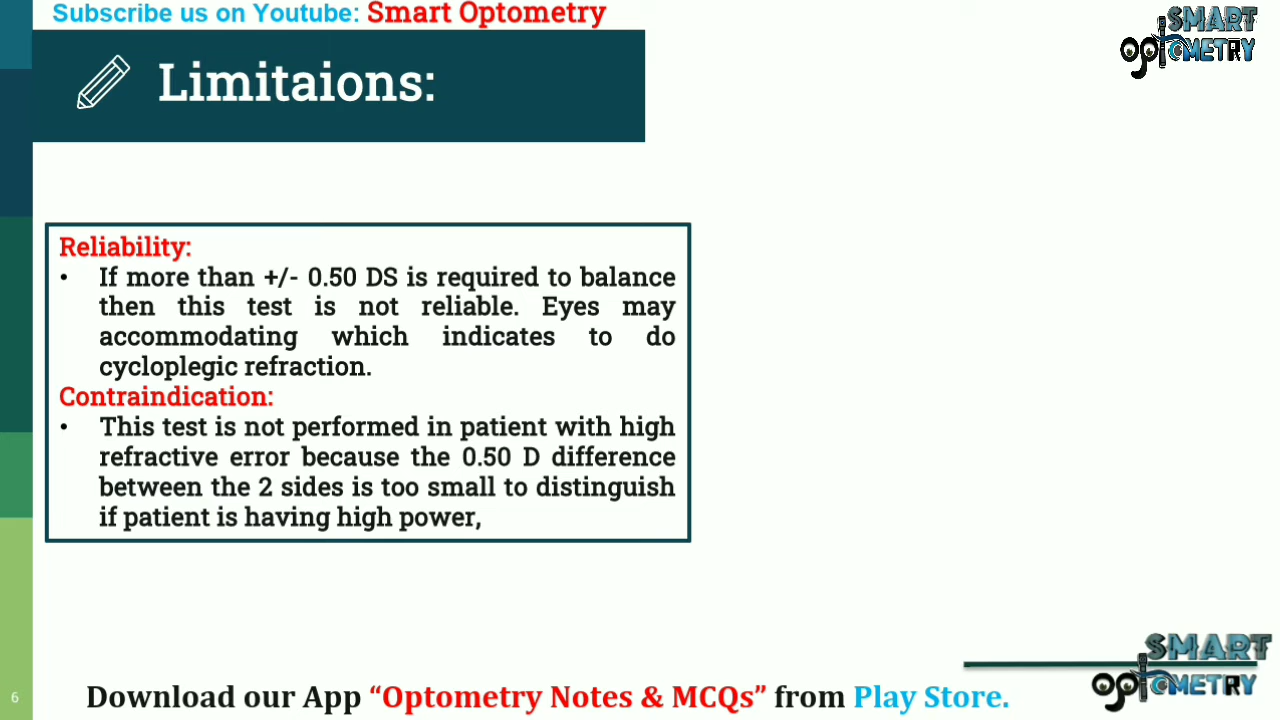 Subscribe us on Youtube: Smart Optometry
SMART
OptOMETRY
Limitaions:
Reliability:
• If more than +/- 0.50 DS is required to balance
then this test is not reliable. Eyes may
accommodating which indicates to do
cycloplegic refraction.
Contraindication:
• This test is not performed in patient with high
refractive error because the 0.50 D difference
between the 2 sides is too small to distinguish
if patient is having high power,
SMART
OptOMETRY
6
Download our App “Optometry Notes & MCQs” from Play Store.